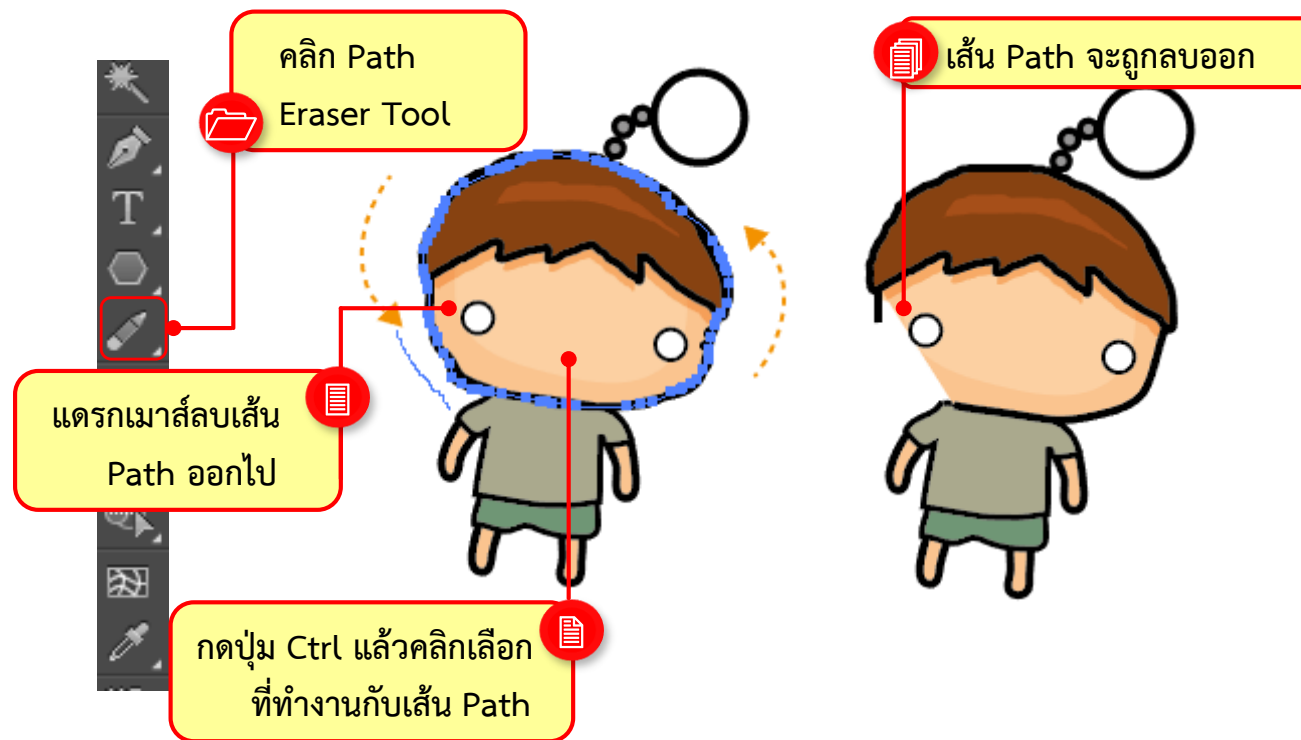 คลิก Path
Eraser Tool
เส้น Path จะถูกลบออก
T
แดรกเมาส์ลบเส้น
Path ออกไป
กดปุ่ม Ctrl แล้วคลิกเลือก
ที่ทำงานกับเส้น Path